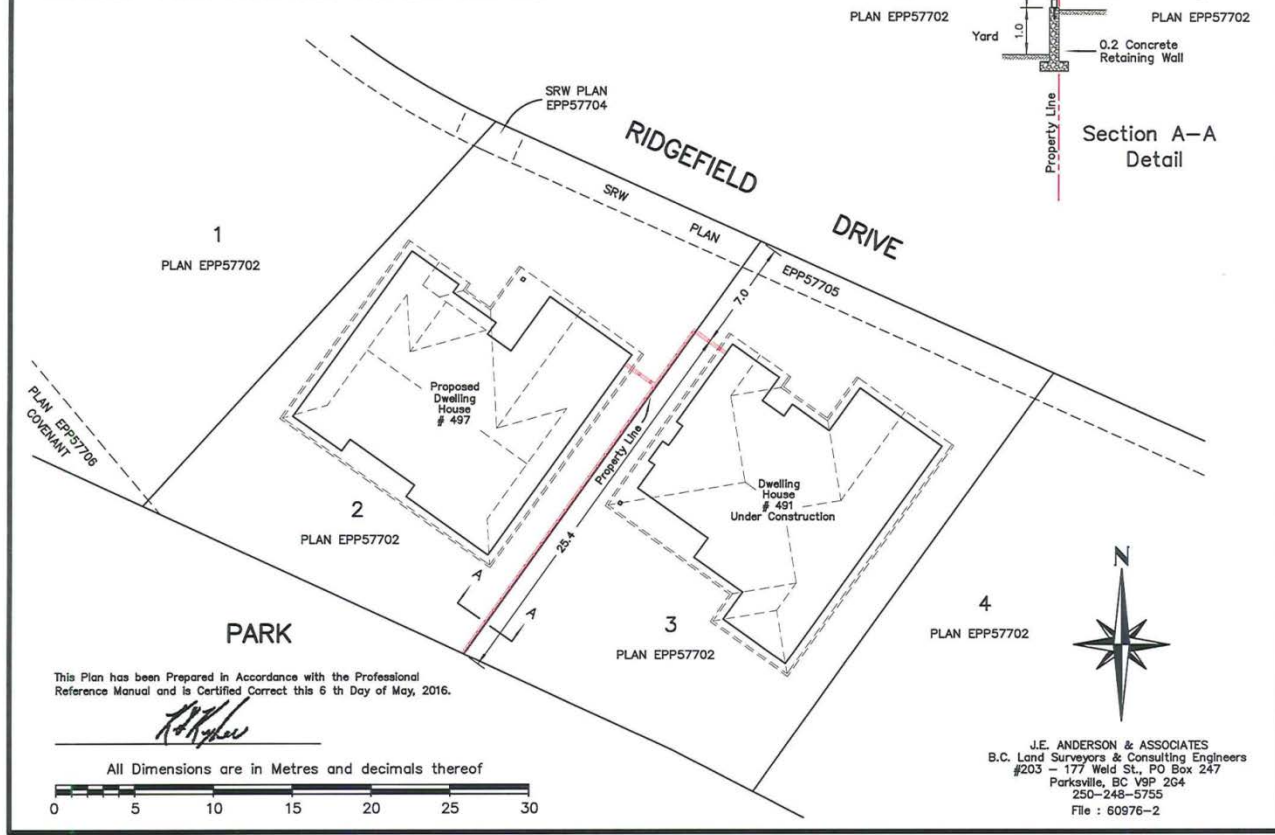 PLAN EPP57702
PLAN EPP57702
Yard
1.0
0.2 Concrete
Retaining Wall
Property Line
Section A-A
Detail
SRW PLAN
EPP57704
RIDGEFIELD
DRIVE
SRW
PLAN
EPP57705
1
PLAN EPP57702
7.0
PLAN EPP57706
COVENANT
Proposed
Dwelling
House
# 497
Property Line
25.4
Dwelling
House
# 491
Under Construction
2
PLAN EPP57702
A
A
3
PLAN EPP57702
4
PLAN EPP57702
N
PARK
This Plan has been Prepared in Accordance with the Professional
Reference Manual and is Certified Correct this 6 th Day of May, 2016.
All Dimensions are in Metres and decimals thereof
0 5 10 15 20 25 30
J.E. ANDERSON & ASSOCIATES
B.C. Land Surveyors & Consulting Engineers
#203 - 177 Weld St., PO Box 247
Parksville, BC V9P 2G4
250-248-5755
File : 60976-2